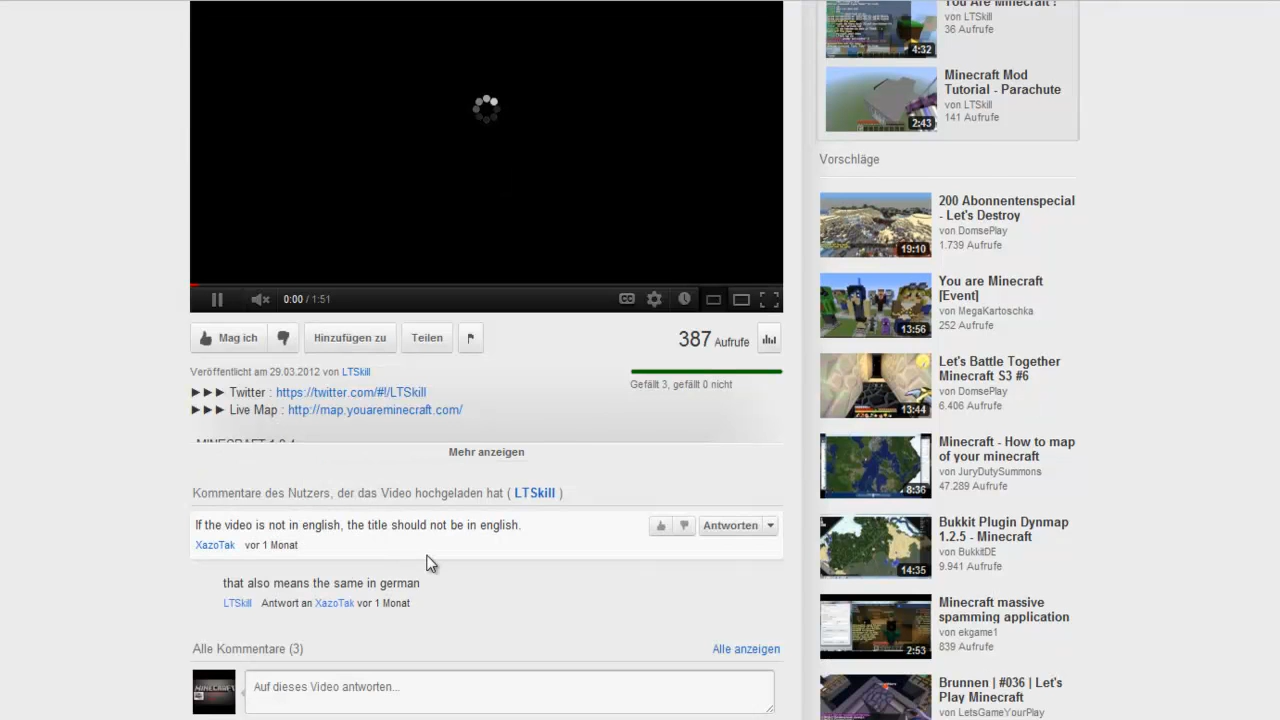 You Are Minecraft !
von LTSkill
36 Aufrufe
4:32
Minecraft Mod
Tutorial - Parachute
von LTSkill
141 Aufrufe
2:43
0:00 / 1:51
CC
Mag ich
Hinzufügen zu
Teilen
387 Aufrufe
Veröffentlicht am 29.03.2012 von LTSkill
Gefällt 3, gefällt 0 nicht
►►► Twitter : https://twitter.com/#!/LTSkill
►►► Live Map : http://map.youareminecraft.com/
Mehr anzeigen
Kommentare des Nutzers, der das Video hochgeladen hat ( LTSkill )
If the video is not in english, the title should not be in english.
Antworten
XazoTak vor 1 Monat
that also means the same in german
LTSkill Antwort an XazoTak vor 1 Monat
Alle Kommentare (3)
Alle anzeigen
MINECRAFT
Auf dieses Video antworten...
Vorschläge
200 Abonnentenspecial
- Let's Destroy
von DomsePlay
1.739 Aufrufe
19:10
You are Minecraft
[Event]
von MegaKartoschka
252 Aufrufe
13:56
Let's Battle Together
Minecraft S3 #6
von DomsePlay
6.406 Aufrufe
13:44
Minecraft - How to map
of your minecraft
von JuryDutySummons
47.289 Aufrufe
8:36
Bukkit Plugin Dynmap
1.2.5 - Minecraft
von BukkitDE
9.941 Aufrufe
14:35
Minecraft massive
spamming application
von ekgame1
839 Aufrufe
2:53
Brunnen | #036 | Let's
Play Minecraft
von LetsGameYourPlay